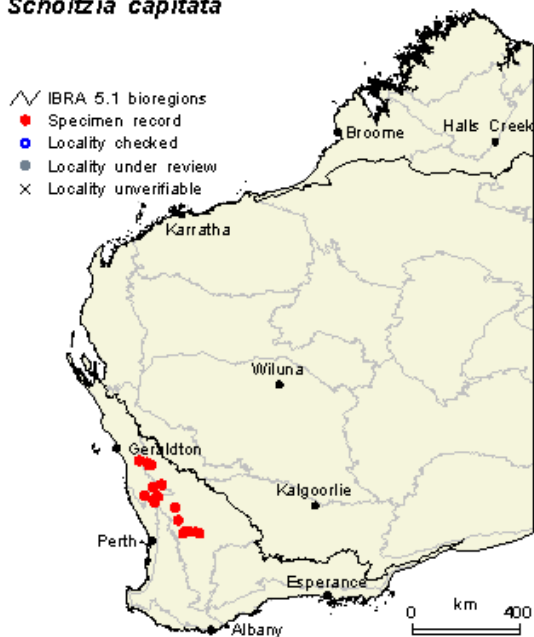 Scholtzia capitata
IBRA 5.1 bioregions
Specimen record
Locality checked
Locality under review
× Locality unverifiable
Broome
Halls Creek
Karratha
Wiluna
Geraldton
Kalgoorlie
Perth
Esperance
Albany
km
0 400